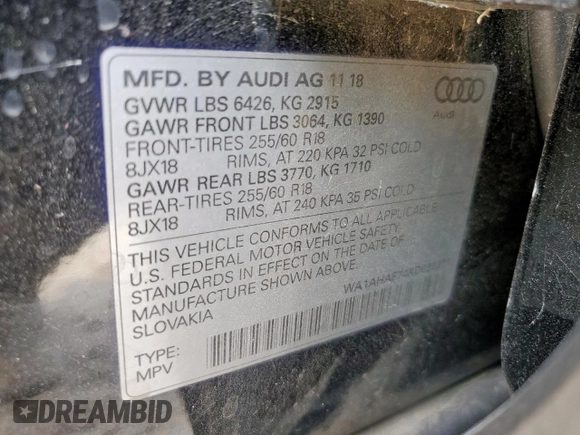 MFD. BY AUDI AG 11 18
GVWR LBS 6426, KG 2915
GAWR FRONT LBS 3064, KG 1390
FRONT-TIRES 255/60 R18
8JX18 RIMS, AT 220 KPA 32 PSI COLD
GAWR REAR LBS 3770, KG 1710
REAR-TIRES 255/60 R18
8JX18 RIMS, AT 240 KPA 35 PSI COLD
THIS VEHICLE CONFORMS TO ALL APPLICABLE
U.S. FEDERAL MOTOR VEHICLE SAFETY
STANDARDS IN EFFECT ON THE DATE OF
MANUFACTURE SHOWN ABOVE.
SLOVAKIA
TYPE:
MPV
Audi
DREAMBID